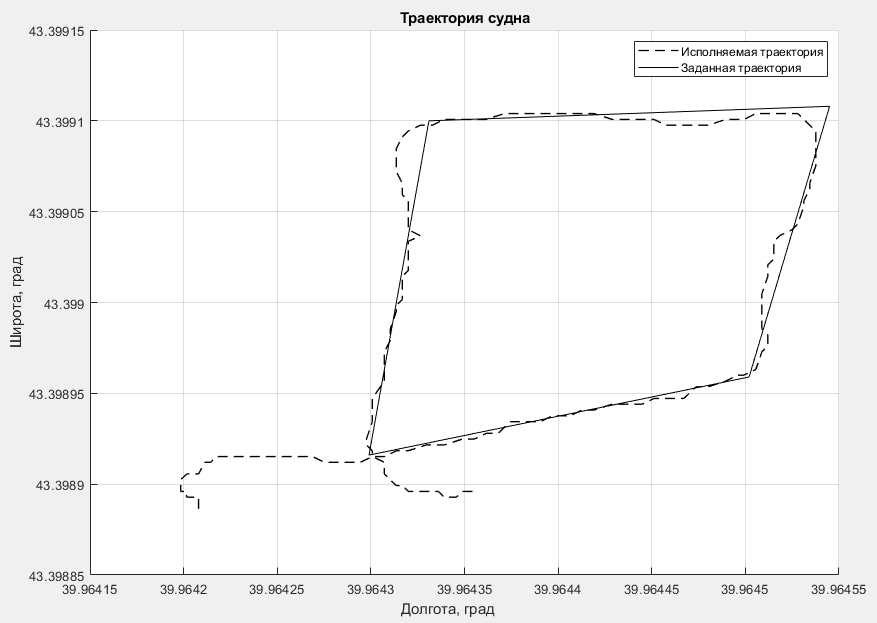 Траектория судна
Исполняемая траектория
Заданная траектория
Широта, град
43.39915
43.3991
43.39905
43.399
43.39895
43.3989
43.39885
39.96415 39.9642 39.96425 39.9643 39.96435 39.9644 39.96445 39.9645 39.96455
Долгота, град